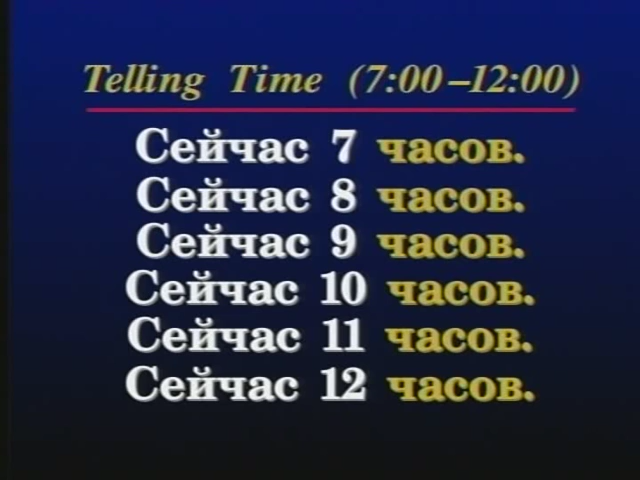 Telling Time (7:00–12:00)
Сейчас 7 часов.
Сейчас 8 часов.
Сейчас 9 часов.
Сейчас 10 часов.
Сейчас 11 часов.
Сейчас 12 часов.